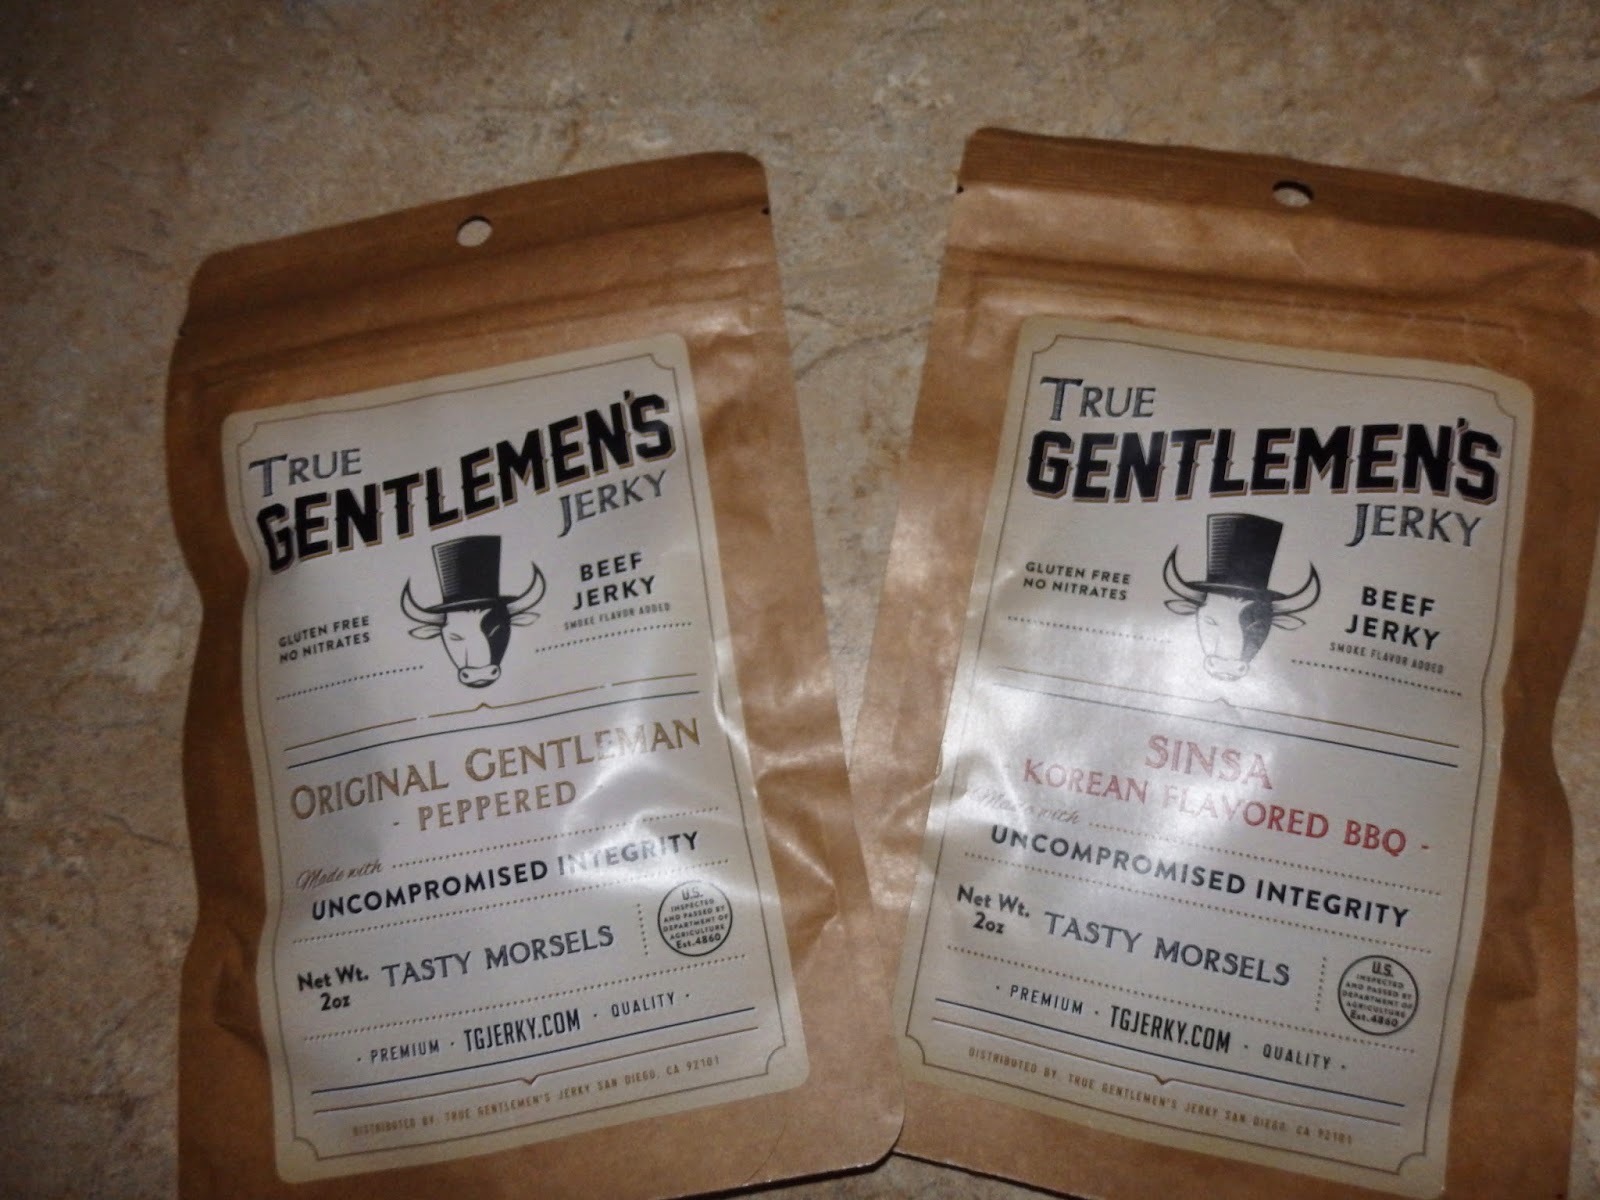 TRUE
GENTLEMEN'S
JERKY
GLUTEN FREE
NO NITRATES
BEEF
JERKY
SMOKE FLAVOR ADDED
ORIGINAL GENTLEMAN
- PEPPERED -
Made with
UNCOMPROMISED INTEGRITY
Net Wt.
2oz
TASTY MORSELS
U.S.
INSPECTED
AND PASSED BY
DEPARTMENT OF
AGRICULTURE
Est.4860
· PREMIUM · TGJERKY.COM · QUALITY ·
DISTRIBUTED BY: TRUE GENTLEMEN'S JERKY SAN DIEGO, CA 92101
TRUE
GENTLEMEN'S
JERKY
GLUTEN FREE
NO NITRATES
BEEF
JERKY
SMOKE FLAVOR ADDED
SINSA
- KOREAN FLAVORED BBQ -
Made with
UNCOMPROMISED INTEGRITY
Net Wt.
2oz
TASTY MORSELS
U.S.
INSPECTED
AND PASSED BY
DEPARTMENT OF
AGRICULTURE
Est.4860
· PREMIUM · TGJERKY.COM · QUALITY ·
DISTRIBUTED BY: TRUE GENTLEMEN'S JERKY SAN DIEGO, CA 92101